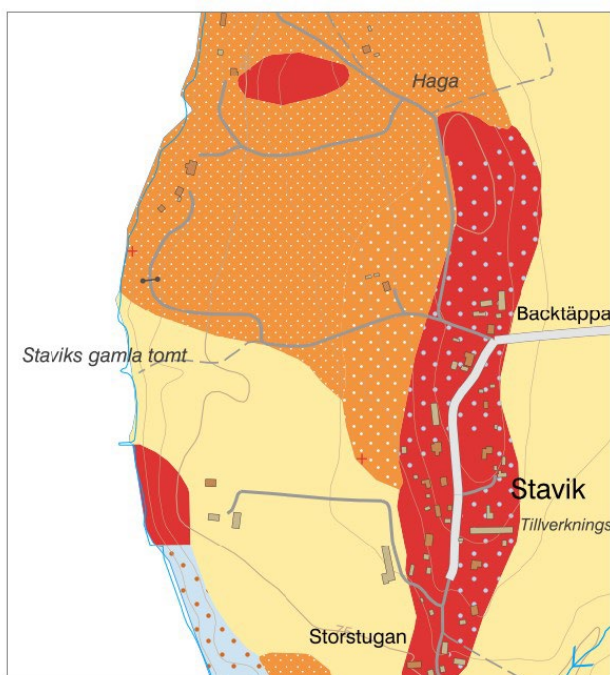 Haga
Backtäppa
Staviks gamla tomt
Stavik
Tillverknings
Storstugan